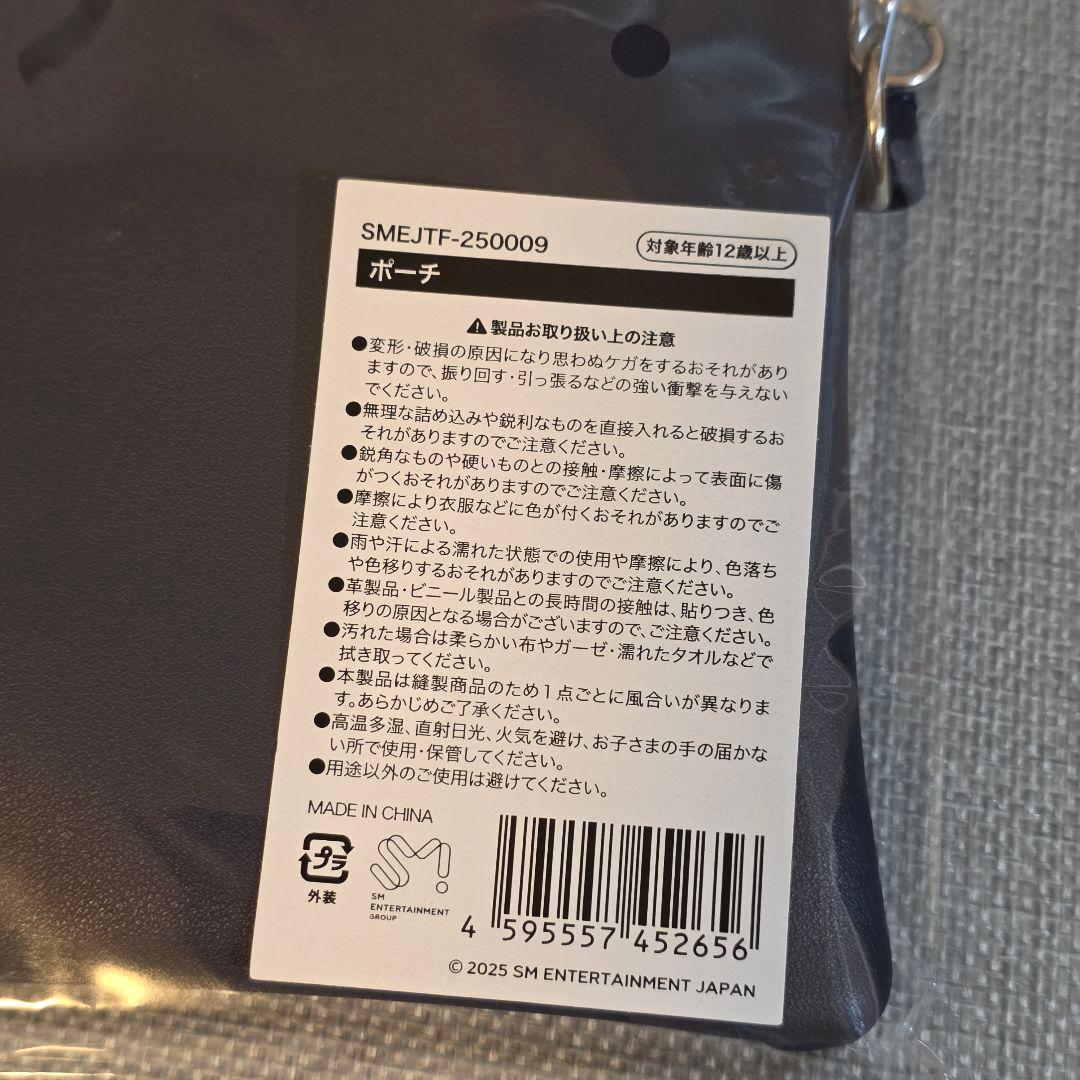 SMEJTF-250009
対象年齢12歳以上
ポーチ
⚠製品お取り扱い上の注意
●変形・破損の原因になり思わぬケガをするおそれがあり
ますので、振り回す・引っ張るなどの強い衝撃を与えない
でください。
●無理な詰め込みや鋭利なものを直接入れると破損するお
それがありますのでご注意ください。
●鋭角なものや硬いものとの接触・摩擦によって表面に傷
がつくおそれがありますのでご注意ください。
●摩擦により衣服などに色が付くおそれがありますのでご
注意ください。
●雨や汗による濡れた状態での使用や摩擦により、色落ち
や色移りするおそれがありますのでご注意ください。
●革製品・ビニール製品との長時間の接触は、貼りつき、色
移りの原因となる場合がございますので、ご注意ください。
●汚れた場合は柔らかい布やガーゼ・濡れたタオルなどで
拭き取ってください。
●本製品は縫製商品のため1点ごとに風合いが異なりま
す。あらかじめご了承ください。
●高温多湿、直射日光、火気を避け、お子さまの手の届かな
い所で使用・保管してください。
●用途以外のご使用は避けてください。
MADE IN CHINA
プラ
外装
SM
SM
ENTERTAINMENT
GROUP
4 595557 452656
© 2025 SM ENTERTAINMENT JAPAN